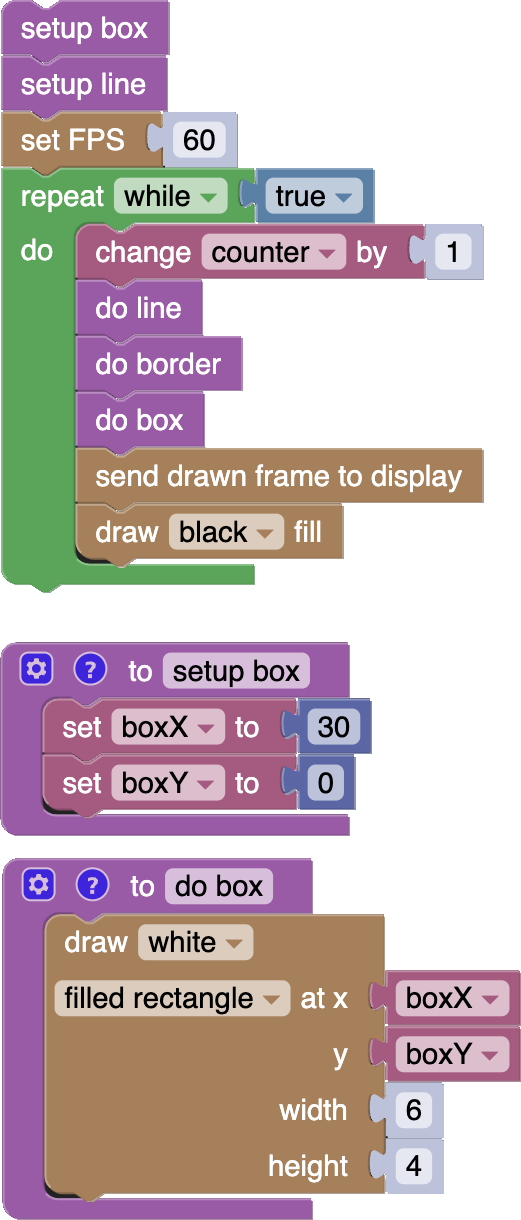 setup box
setup line
set FPS 60
repeat while true
do change counter by 1
do line
do border
do box
send drawn frame to display
draw black fill
? to setup box
set boxX to 30
set boxY to 0
? to do box
draw white
filled rectangle at x boxX
y boxY
width 6
height 4